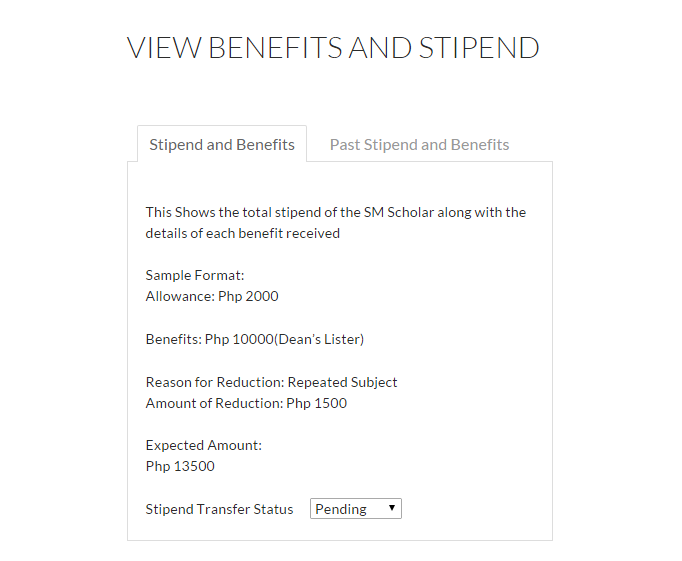 VIEW BENEFITS AND STIPEND
Stipend and Benefits
Past Stipend and Benefits
This Shows the total stipend of the SM Scholar along with the
details of each benefit received
Sample Format:
Allowance: Php 2000
Benefits: Php 10000(Dean's Lister)
Reason for Reduction: Repeated Subject
Amount of Reduction: Php 1500
Expected Amount:
Php 13500
Stipend Transfer Status Pending